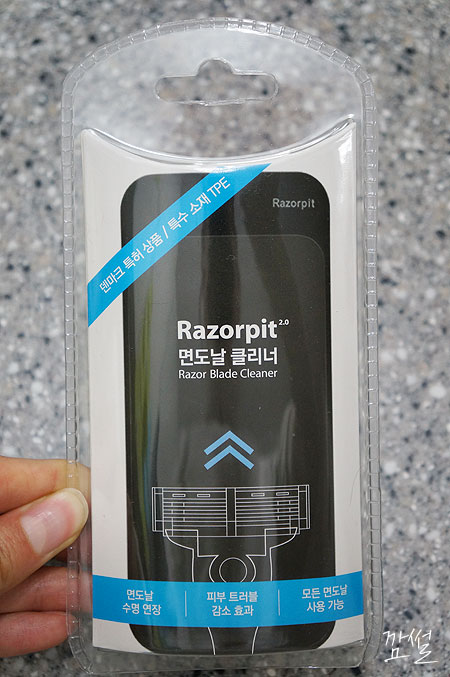 Razorpit
덴마크 특허 상품 / 특수 소재 TPE
Razorpit 2.0
면도날 클리너
Razor Blade Cleaner
면도날
수명 연장
피부 트러블
감소 효과
모든 면도날
사용 가능
깜썰